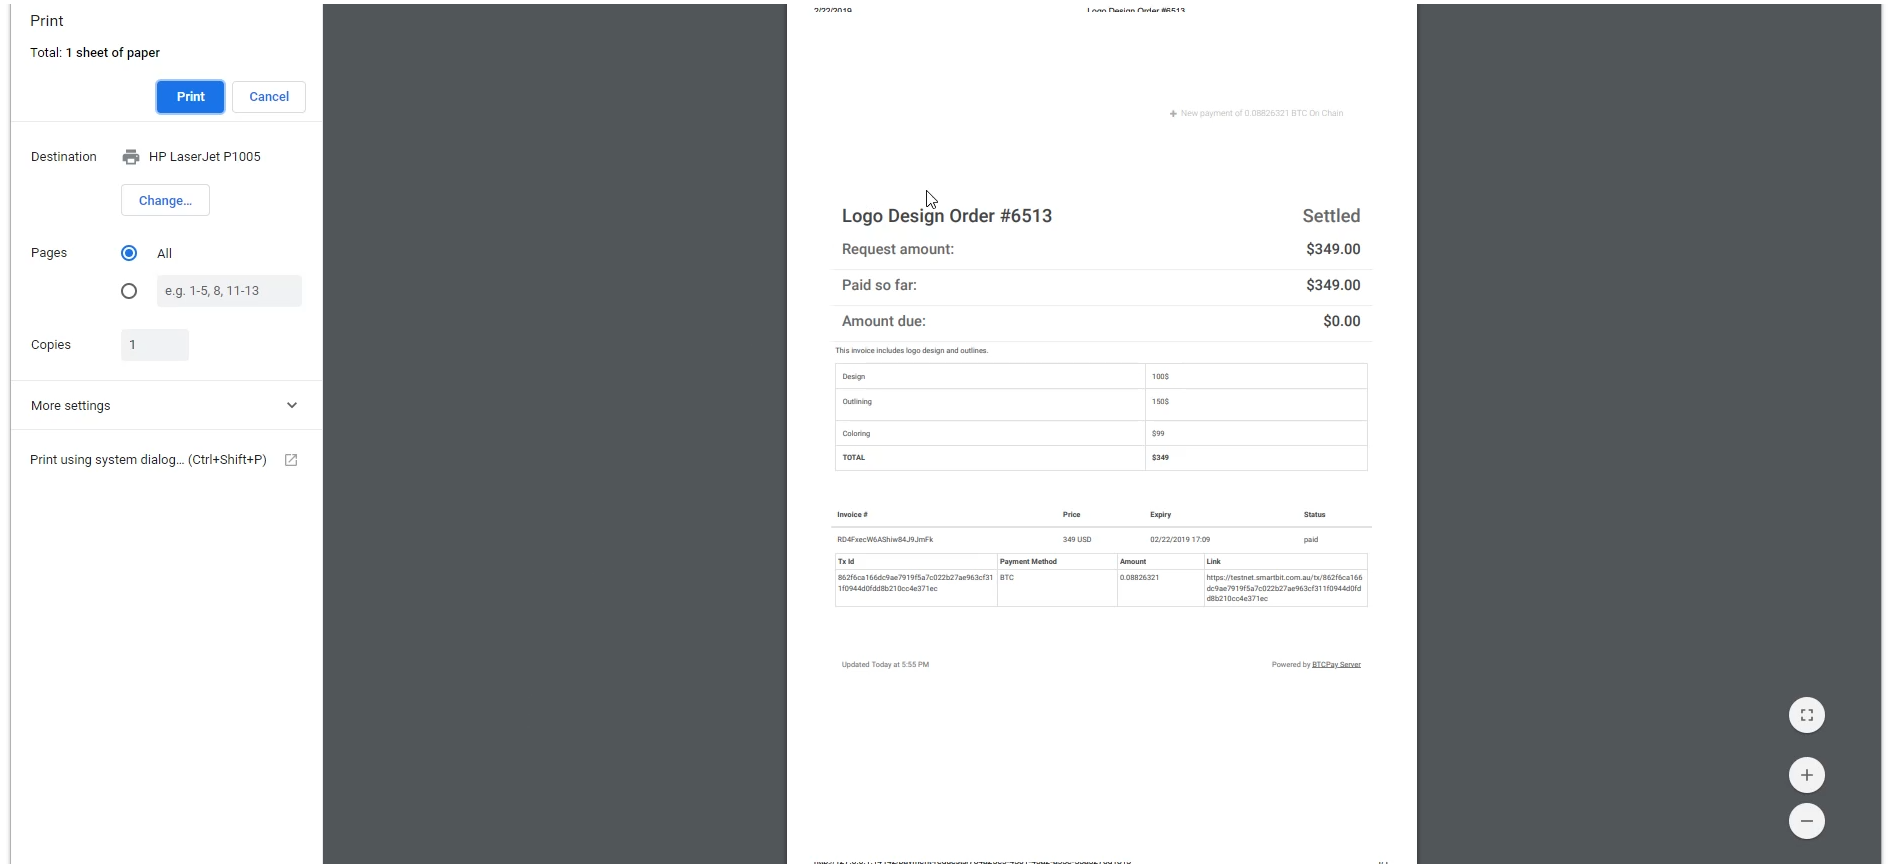 Print
Total: 1 sheet of paper
Print
Cancel
Destination
HP LaserJet P1005
Change...
Pages
All
e.g. 1-5, 8, 11-13
Copies
1
More settings
Print using system dialog... (Ctrl+Shift+P)
2/22/2019
Logo Design Order #6513
New payment of 0.08826321 BTC On Chain
Logo Design Order #6513
Settled
Request amount:
$349.00
Paid so far:
$349.00
Amount due:
$0.00
This invoice includes logo design and outlines.
Design
100$
Outlining
150$
Coloring
$99
TOTAL
$349
Invoice #
Price
Expiry
Status
RD4FxecW6AShiw84J9JmFk
349 USD
02/22/2019 17:09
paid
Tx Id
Payment Method
Amount
Link
862f6ca166dc9ae7919f5a7c022b27ae963cf31
1f0944d0fdd8b210cc4e371ec
BTC
0.08826321
https://testnet.smartbit.com.au/tx/862f6ca166
dc9ae7919f5a7c022b27ae963cf311f0944d0fd
d8b210cc4e371ec
Updated Today at 5:55 PM
Powered by BTCPay Server